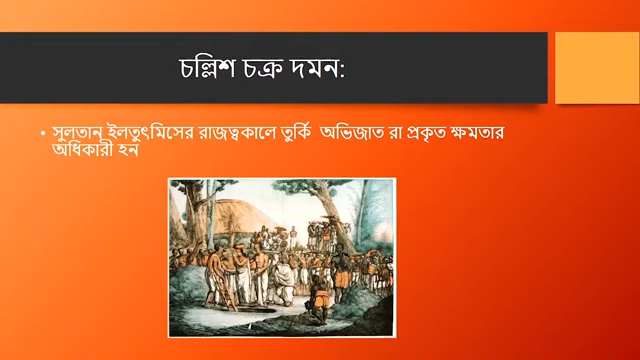 চল্লিশ চক্র দমন:
• সুলতান ইলতুৎমিসের রাজত্বকালে তুর্কি অভিজাত রা প্রকৃত ক্ষমতার
অধিকারী হন